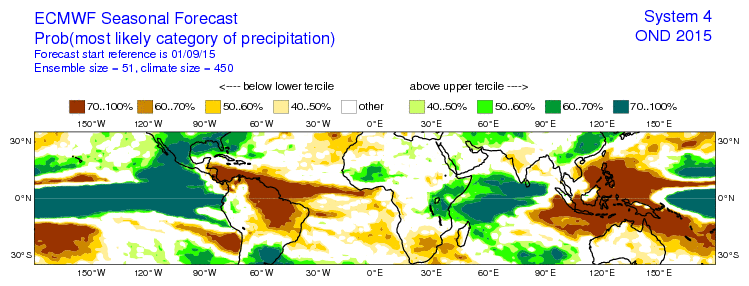 ECMWF Seasonal Forecast
System 4
Prob(most likely category of precipitation)
OND 2015
Forecast start reference is 01/09/15
Ensemble size = 51, climate size = 450
<---- below lower tercile
above upper tercile ---->
70..100% 60..70% 50..60% 40..50% other 40..50% 50..60% 60..70% 70..100%
150°W 120°W 90°W 60°W 30°W 0°E 30°E 60°E 90°E 120°E 150°E
30°N 30°N
0°N 0°N
30°S 30°S
150°W 120°W 90°W 60°W 30°W 0°E 30°E 60°E 90°E 120°E 150°E